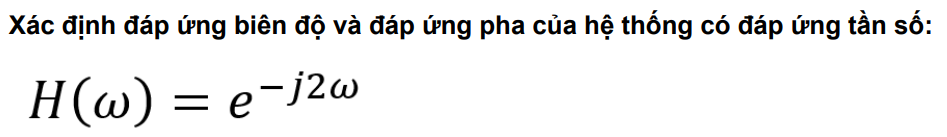 Xác định đáp ứng biên độ và đáp ứng pha của hệ thống có đáp ứng tần số:
H(ω) = e^{−j2ω}